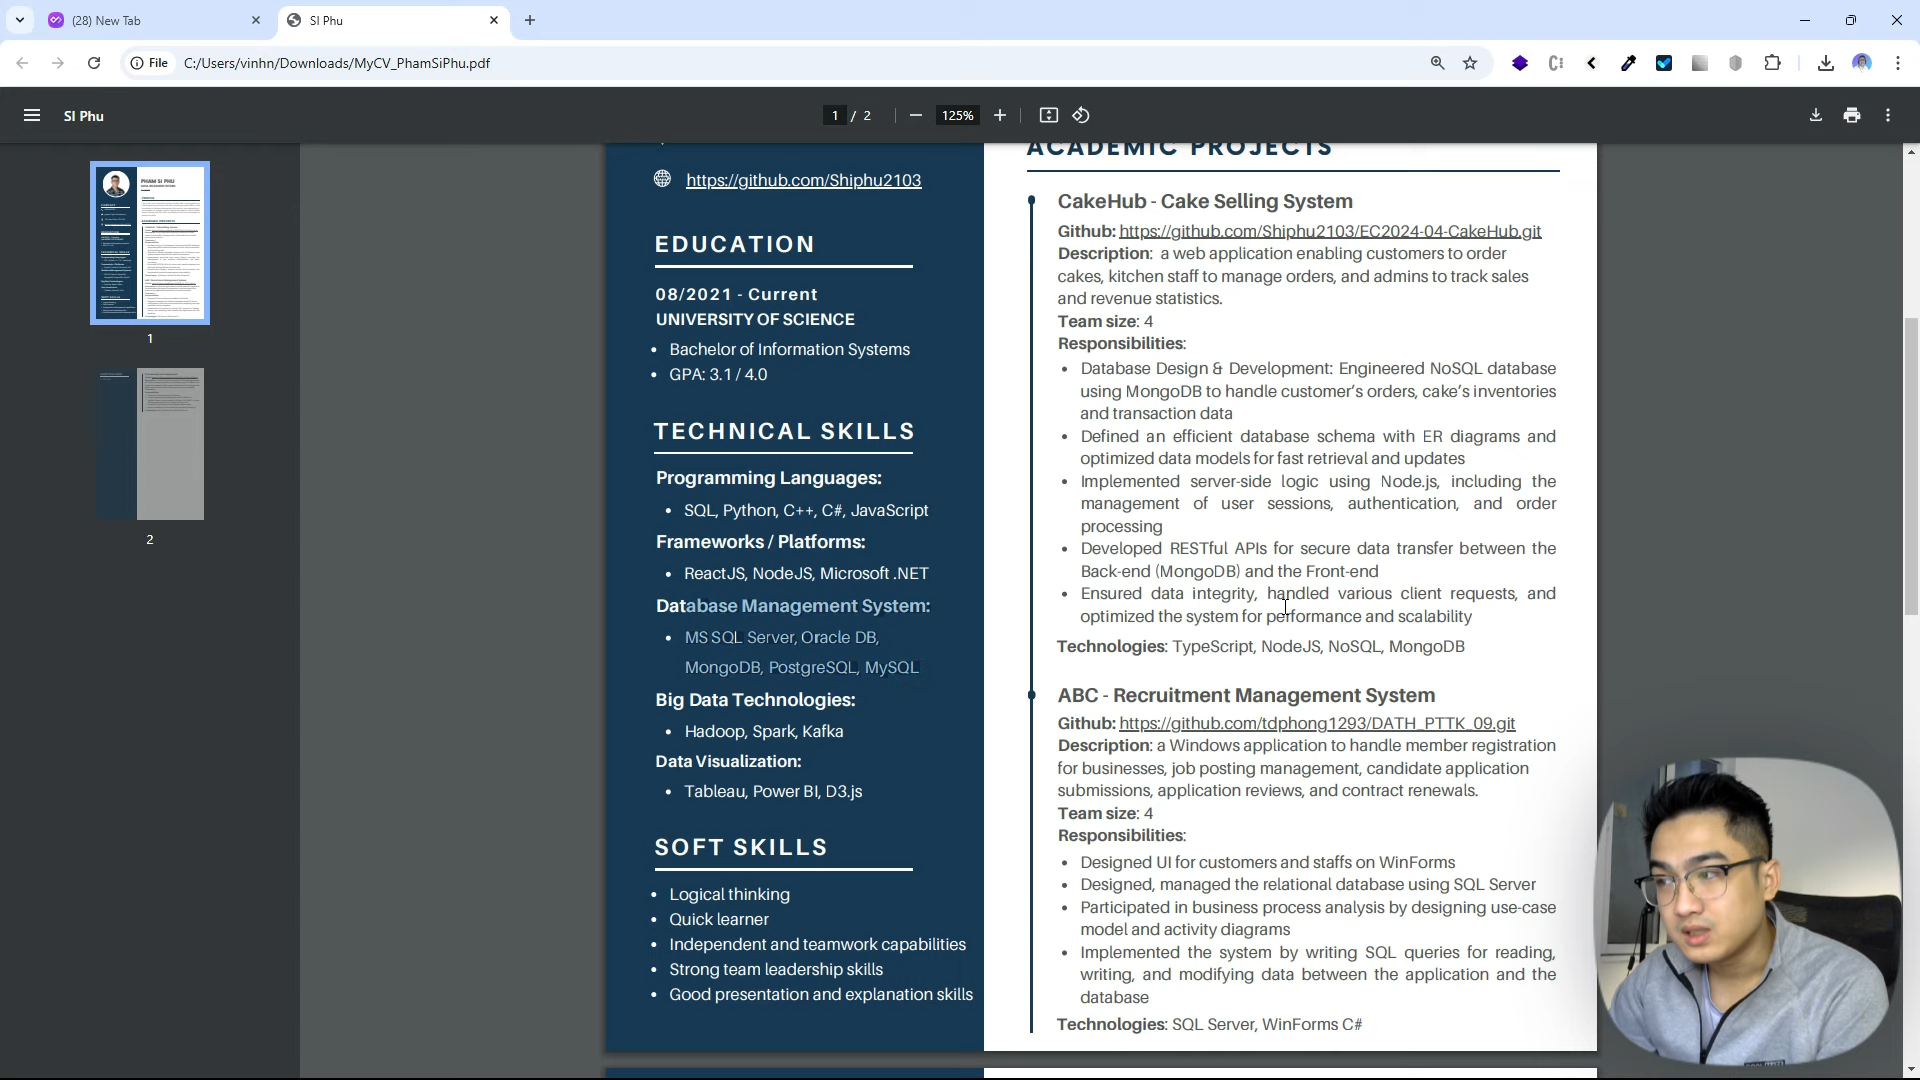 (28) New Tab
SI Phu
File
C:/Users/vinhn/Downloads/MyCV_PhamSiPhu.pdf
SI Phu
1 / 2
125%
1
2
https://github.com/Shiphu2103
EDUCATION
08/2021 - Current
UNIVERSITY OF SCIENCE
• Bachelor of Information Systems
• GPA: 3.1 / 4.0
TECHNICAL SKILLS
Programming Languages:
• SQL, Python, C++, C#, JavaScript
Frameworks / Platforms:
• ReactJS, NodeJS, Microsoft .NET
Database Management System:
• MS SQL Server, Oracle DB,
MongoDB, PostgreSQL, MySQL
Big Data Technologies:
• Hadoop, Spark, Kafka
Data Visualization:
• Tableau, Power BI, D3.js
SOFT SKILLS
• Logical thinking
• Quick learner
• Independent and teamwork capabilities
• Strong team leadership skills
• Good presentation and explanation skills
ACADEMIC PROJECTS
CakeHub - Cake Selling System
Github: https://github.com/Shiphu2103/EC2024-04-CakeHub.git
Description: a web application enabling customers to order
cakes, kitchen staff to manage orders, and admins to track sales
and revenue statistics.
Team size: 4
Responsibilities:
• Database Design & Development: Engineered NoSQL database
using MongoDB to handle customer's orders, cake's inventories
and transaction data
• Defined an efficient database schema with ER diagrams and
optimized data models for fast retrieval and updates
• Implemented server-side logic using Node.js, including the
management of user sessions, authentication, and order
processing
• Developed RESTful APIs for secure data transfer between the
Back-end (MongoDB) and the Front-end
• Ensured data integrity, handled various client requests, and
optimized the system for performance and scalability
Technologies: TypeScript, NodeJS, NoSQL, MongoDB
ABC - Recruitment Management System
Github: https://github.com/tdphong1293/DATH_PTTK_09.git
Description: a Windows application to handle member registration
for businesses, job posting management, candidate application
submissions, application reviews, and contract renewals.
Team size: 4
Responsibilities:
• Designed UI for customers and staffs on WinForms
• Designed, managed the relational database using SQL Server
• Participated in business process analysis by designing use-case
model and activity diagrams
• Implemented the system by writing SQL queries for reading,
writing, and modifying data between the application and the
database
Technologies: SQL Server, WinForms C#